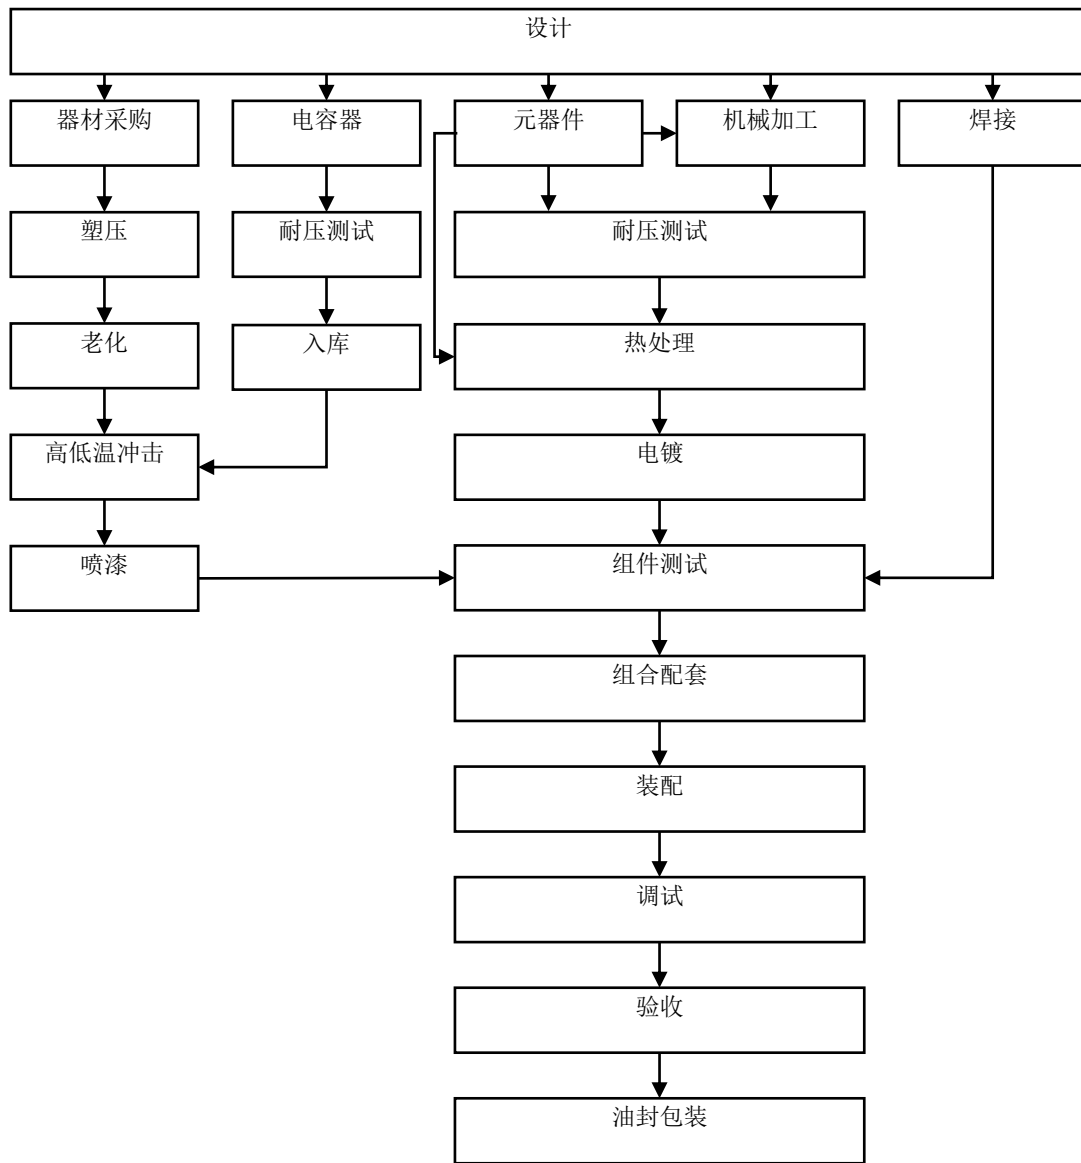 设计
器材采购
电容器
元器件
机械加工
焊接
塑压
耐压测试
耐压测试
老化
入库
热处理
高低温冲击
电镀
喷漆
组件测试
组合配套
装配
调试
验收
油封包装